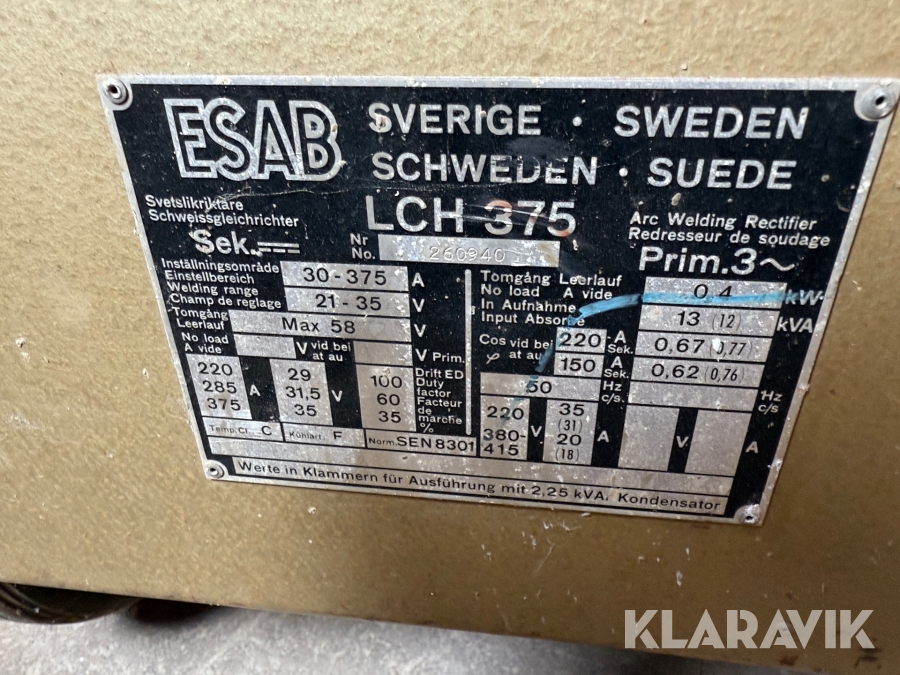 ESAB
SVERIGE · SWEDEN
SCHWEDEN · SUEDE
Svetslikriktare
Schweissgleichrichter
LCH 375
Arc Welding Rectifier
Redresseur de soudage
Sek.
Nr
No.
260940
Prim.3~
Inställningsområde
Einstellbereich
Welding range
Champ de reglage
30-375 A
21-35 V
Tomgång
Leerlauf
No load
A vide
Max 58 V
V vid bei
at au
V Prim.
220
285
375
A
29
31,5
35
V
100
60
35
Drift ED
Duty
factor
Facteur
de
marche
%
Temp.Cl. C
Kühlart. F
Norm. SEN 8301
Tomgång Leerlauf
No load A vide
0,4 kW
In Aufnahme
Input Absorbe
13 (12) kVA
Cos φ vid bei
at au
220 A
Sek.
0,67 (0,77)
150 A
Sek.
0,62 (0,76)
50 Hz
c/s.
Hz
c/s.
220
380-
415
V
35
(31)
20
(18)
A
V
A
Werte in Klammern für Ausführung mit 2,25 kVA. Kondensator
KLARAVIK